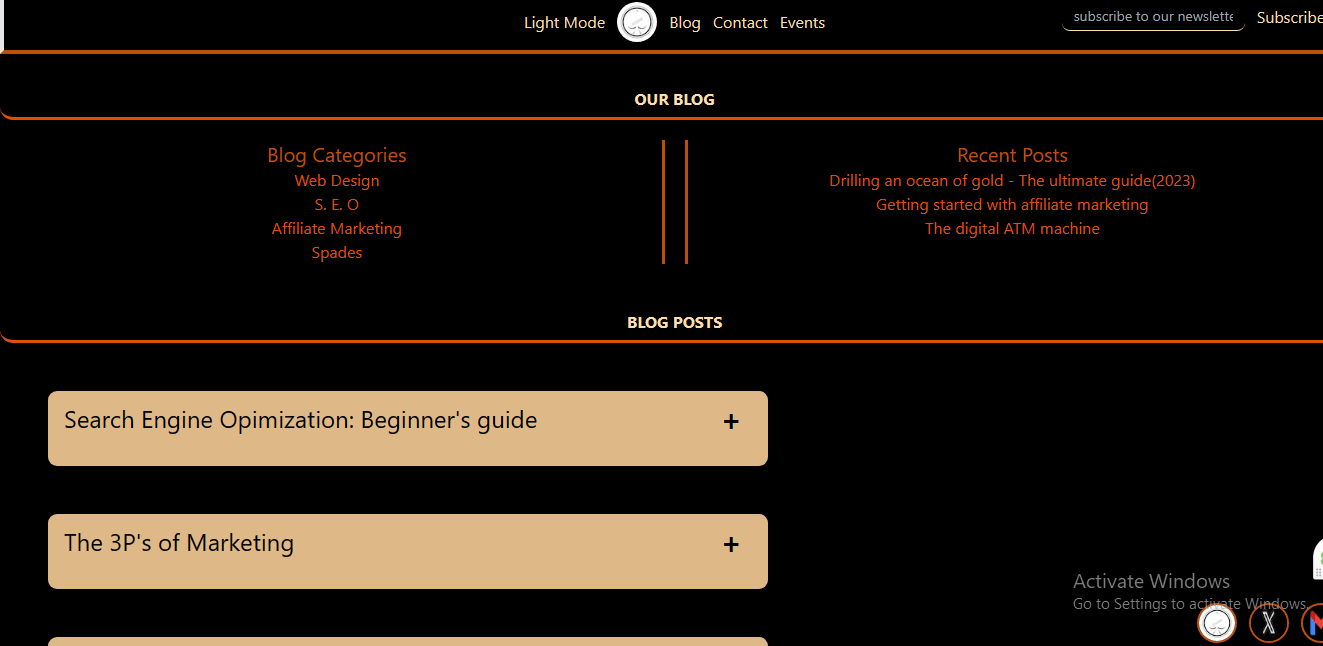 Light Mode Blog Contact Events subscribe to our newslette Subscribe
OUR BLOG
Blog Categories
Web Design
S. E. O
Affiliate Marketing
Spades
Recent Posts
Drilling an ocean of gold - The ultimate guide(2023)
Getting started with affiliate marketing
The digital ATM machine
BLOG POSTS
Search Engine Opimization: Beginner's guide +
The 3P's of Marketing +
Activate Windows
Go to Settings to activate Windows.